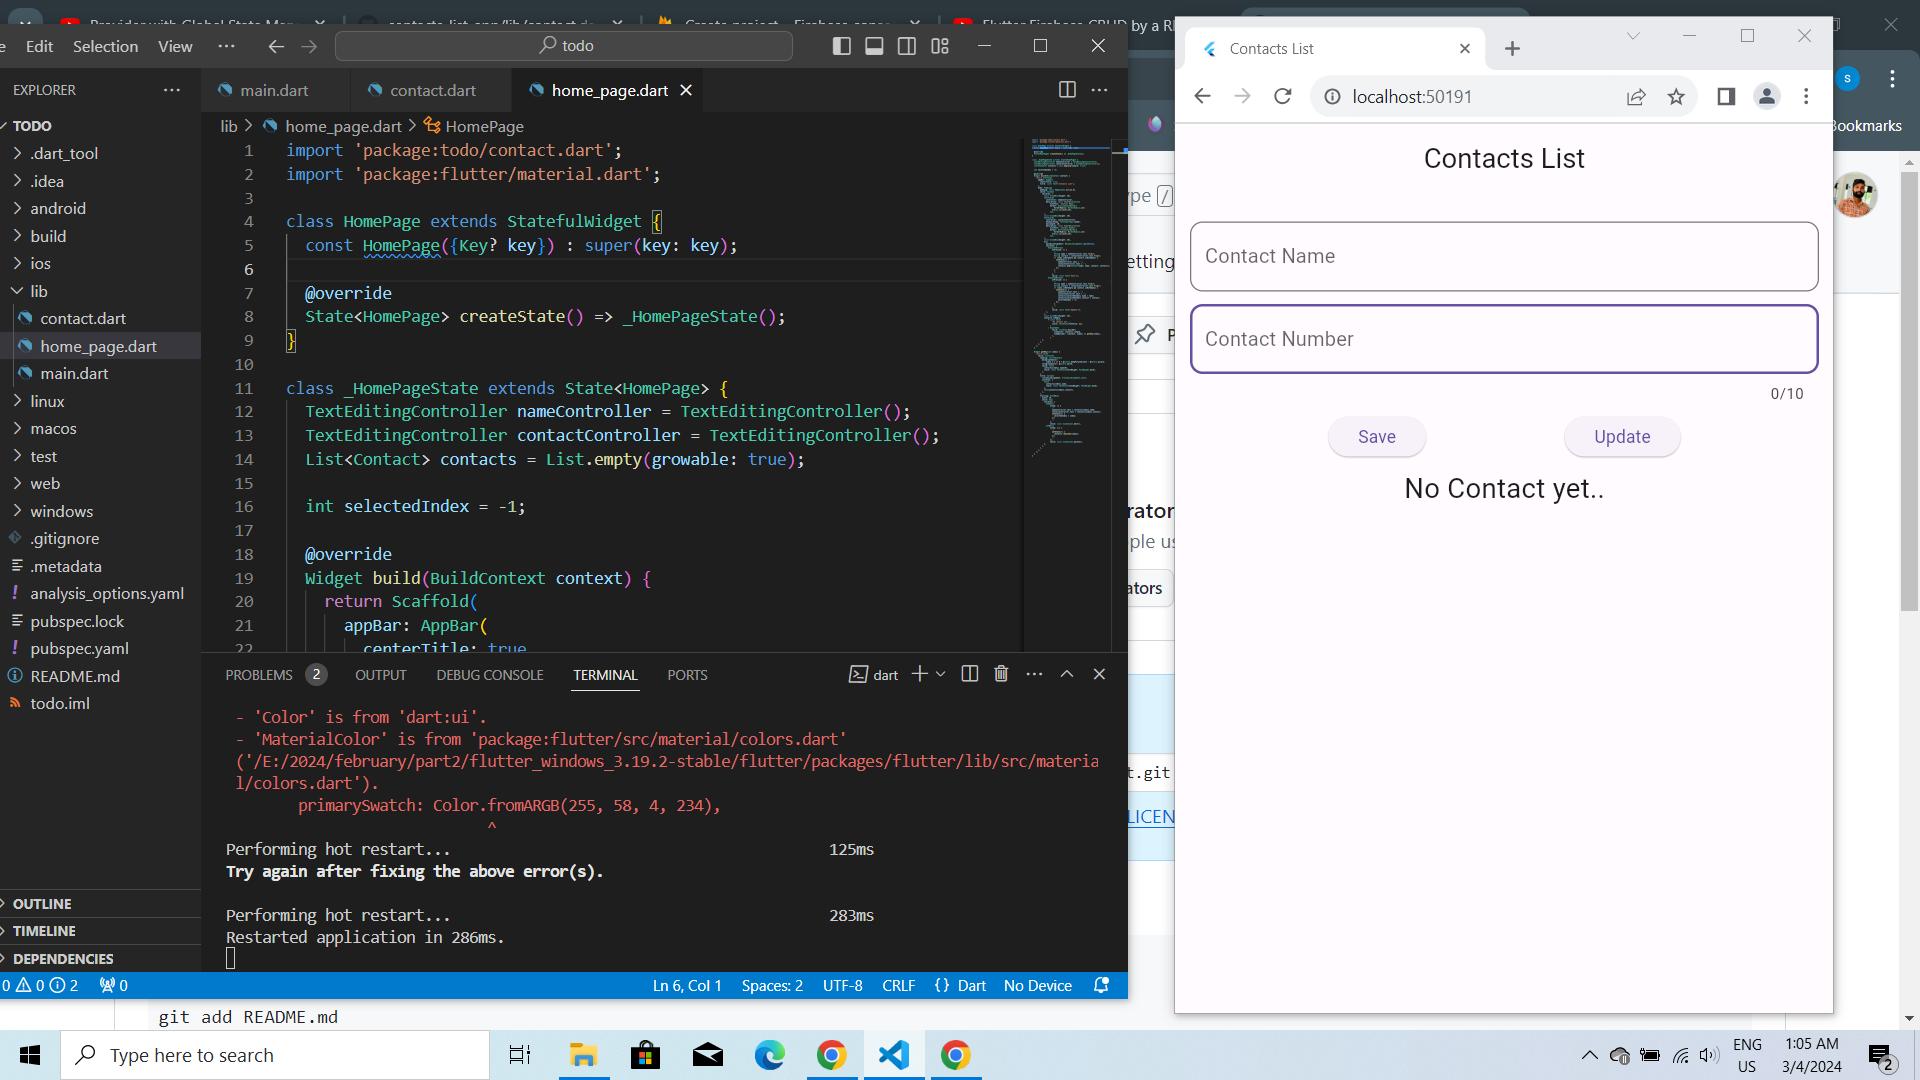 Edit Selection View
todo
Contacts List
localhost:50191
EXPLORER
main.dart
contact.dart
home_page.dart
lib > home_page.dart > HomePage
TODO
.dart_tool
.idea
android
build
ios
lib
contact.dart
home_page.dart
main.dart
linux
macos
test
web
windows
.gitignore
.metadata
analysis_options.yaml
pubspec.lock
pubspec.yaml
README.md
todo.iml
OUTLINE
TIMELINE
DEPENDENCIES
1 import 'package:todo/contact.dart';
2 import 'package:flutter/material.dart';
3
4 class HomePage extends StatefulWidget {
5 const HomePage({Key? key}) : super(key: key);
6
7 @override
8 State<HomePage> createState() => _HomePageState();
9 }
10
11 class _HomePageState extends State<HomePage> {
12 TextEditingController nameController = TextEditingController();
13 TextEditingController contactController = TextEditingController();
14 List<Contact> contacts = List.empty(growable: true);
15
16 int selectedIndex = -1;
17
18 @override
19 Widget build(BuildContext context) {
20 return Scaffold(
21 appBar: AppBar(
22 centerTitle: true
PROBLEMS 2 OUTPUT DEBUG CONSOLE TERMINAL PORTS
dart
- 'Color' is from 'dart:ui'.
- 'MaterialColor' is from 'package:flutter/src/material/colors.dart'
('/E:/2024/february/part2/flutter_windows_3.19.2-stable/flutter/packages/flutter/lib/src/materia
l/colors.dart').
primarySwatch: Color.fromARGB(255, 58, 4, 234),
^
Performing hot restart... 125ms
Try again after fixing the above error(s).
Performing hot restart... 283ms
Restarted application in 286ms.
0 0 2 0
Ln 6, Col 1 Spaces: 2 UTF-8 CRLF {} Dart No Device
git add README.md
Contacts List
Contact Name
Contact Number
0/10
Save Update
No Contact yet..
s
Bookmarks
/
t.git
Type here to search
ENG
US
1:05 AM
3/4/2024
2